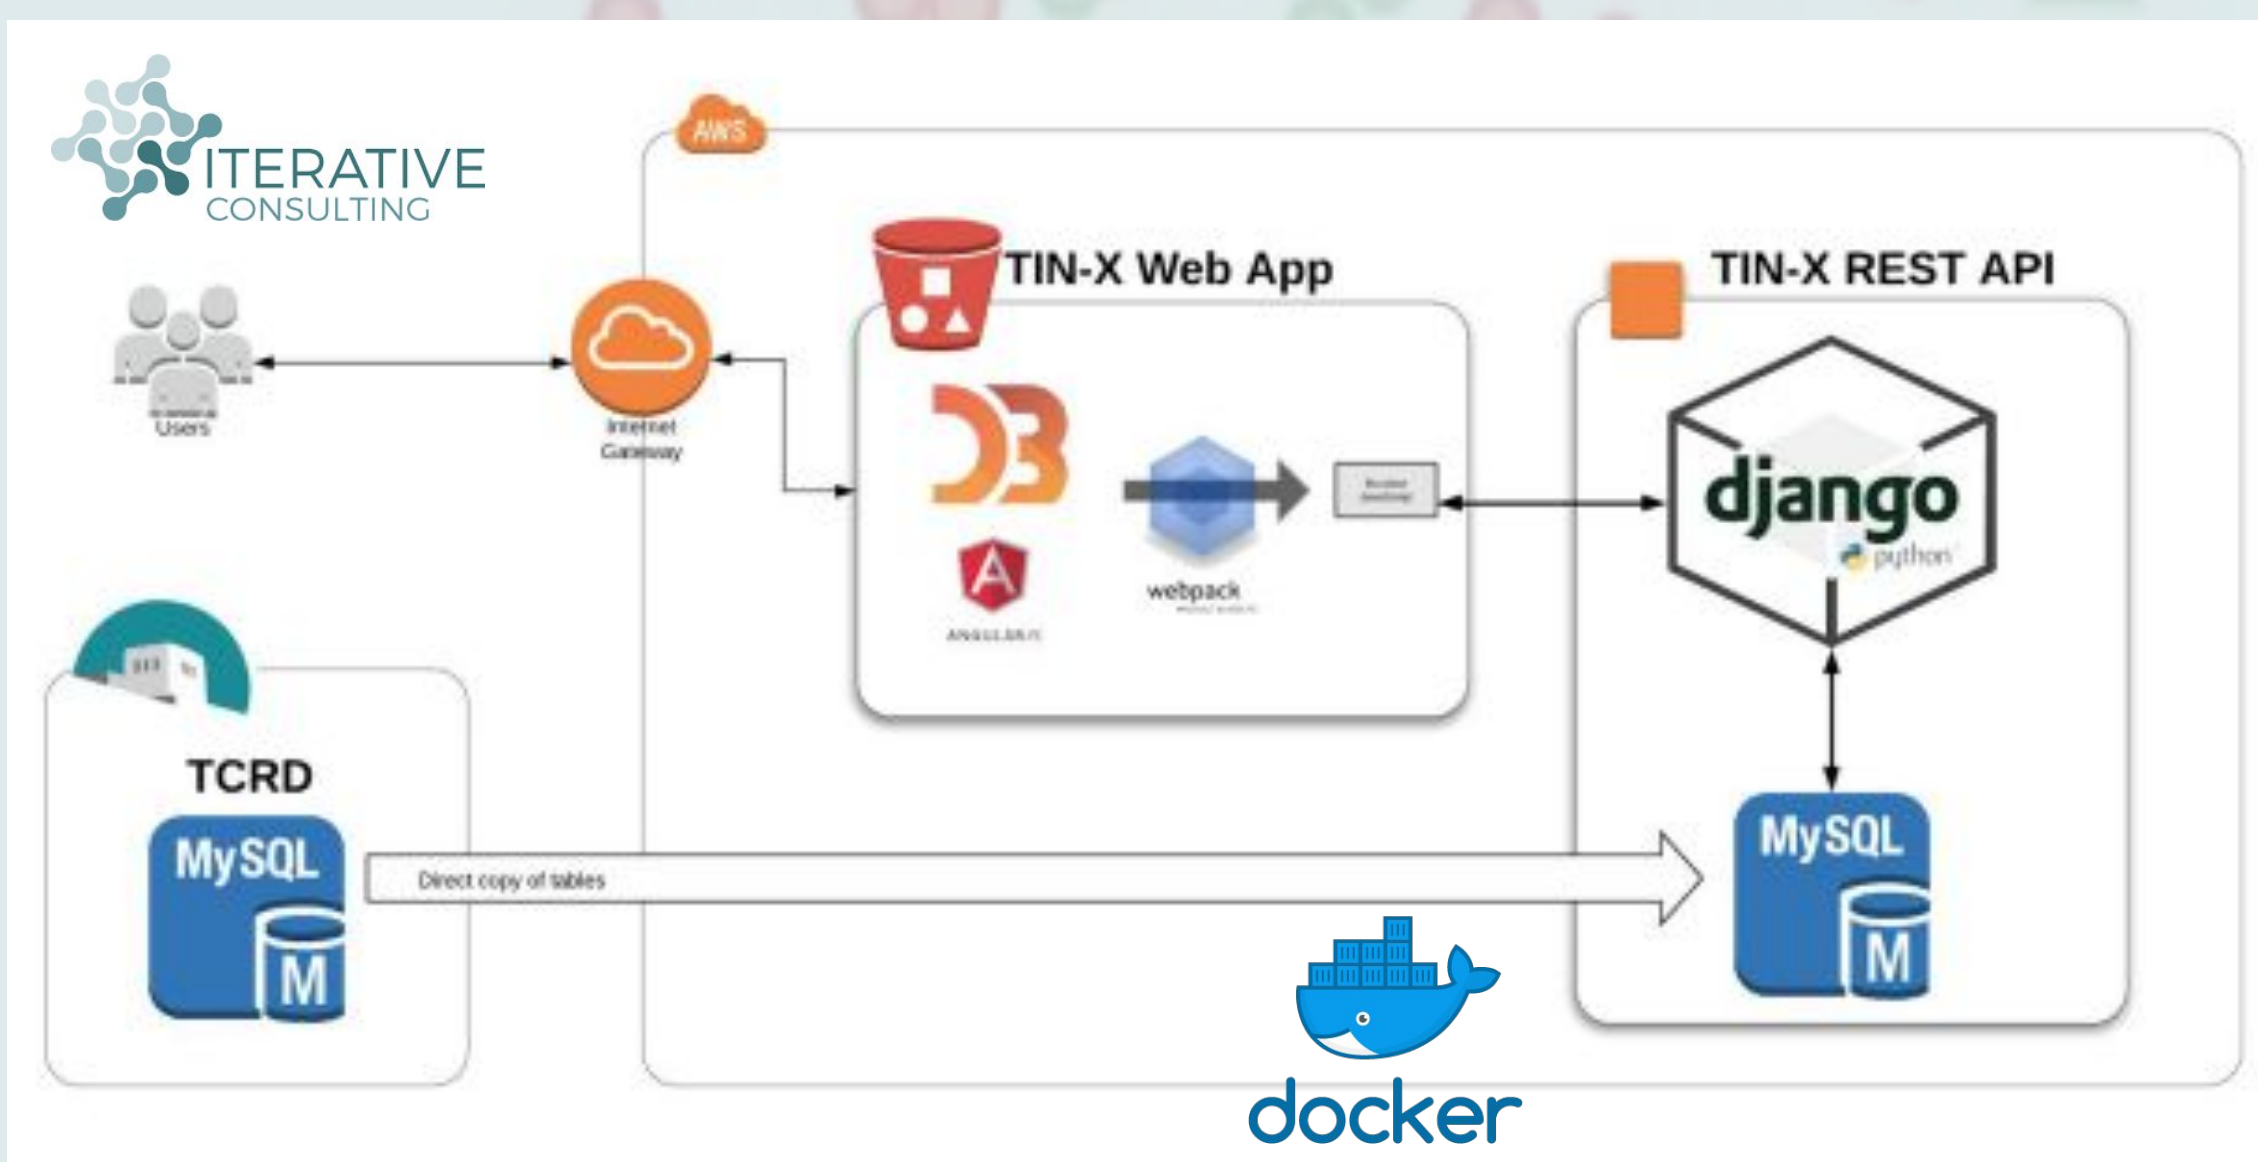 ITERATIVE
CONSULTING
AWS
TIN-X Web App
TIN-X REST API
Users
Internet
Gateway
D3
django
python
webpack
TCRD
MySQL
M
Direct copy of tables
MySQL
M
docker